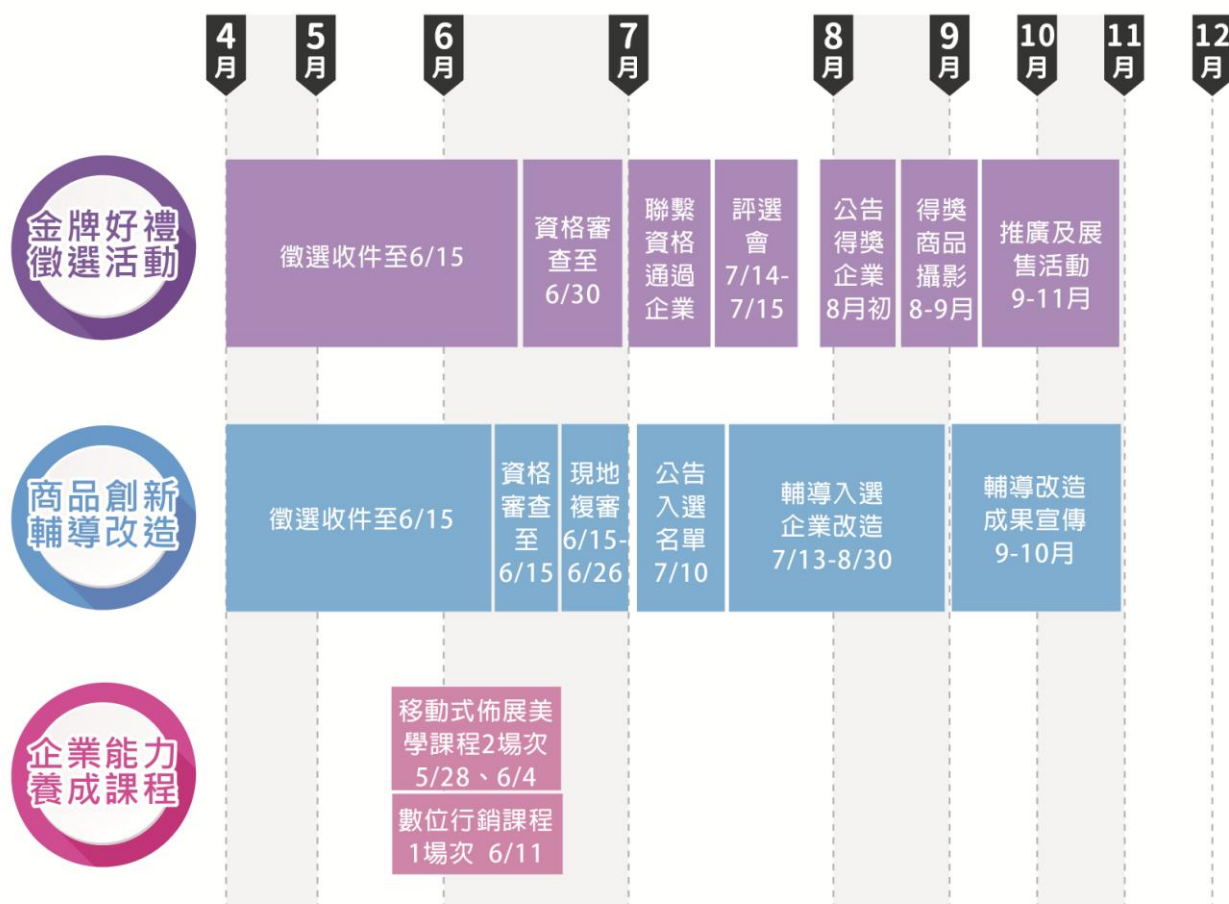 4月
5月
6月
7月
8月
9月
10月
11月
12月
金牌好禮
徵選活動
徵選收件至6/15
資格審
查至
6/30
聯繫
資格
通過
企業
評選
會
7/14-
7/15
公告
得獎
企業
8月初
得獎
商品
攝影
8-9月
推廣及展
售活動
9-11月
商品創新
輔導改造
徵選收件至6/15
資格
審查
至
6/15
現地
複審
6/15-
6/26
公告
入選
名單
7/10
輔導入選
企業改造
7/13-8/30
輔導改造
成果宣傳
9-10月
企業能力
養成課程
移動式佈展美
學課程2場次
5/28、6/4
數位行銷課程
1場次 6/11